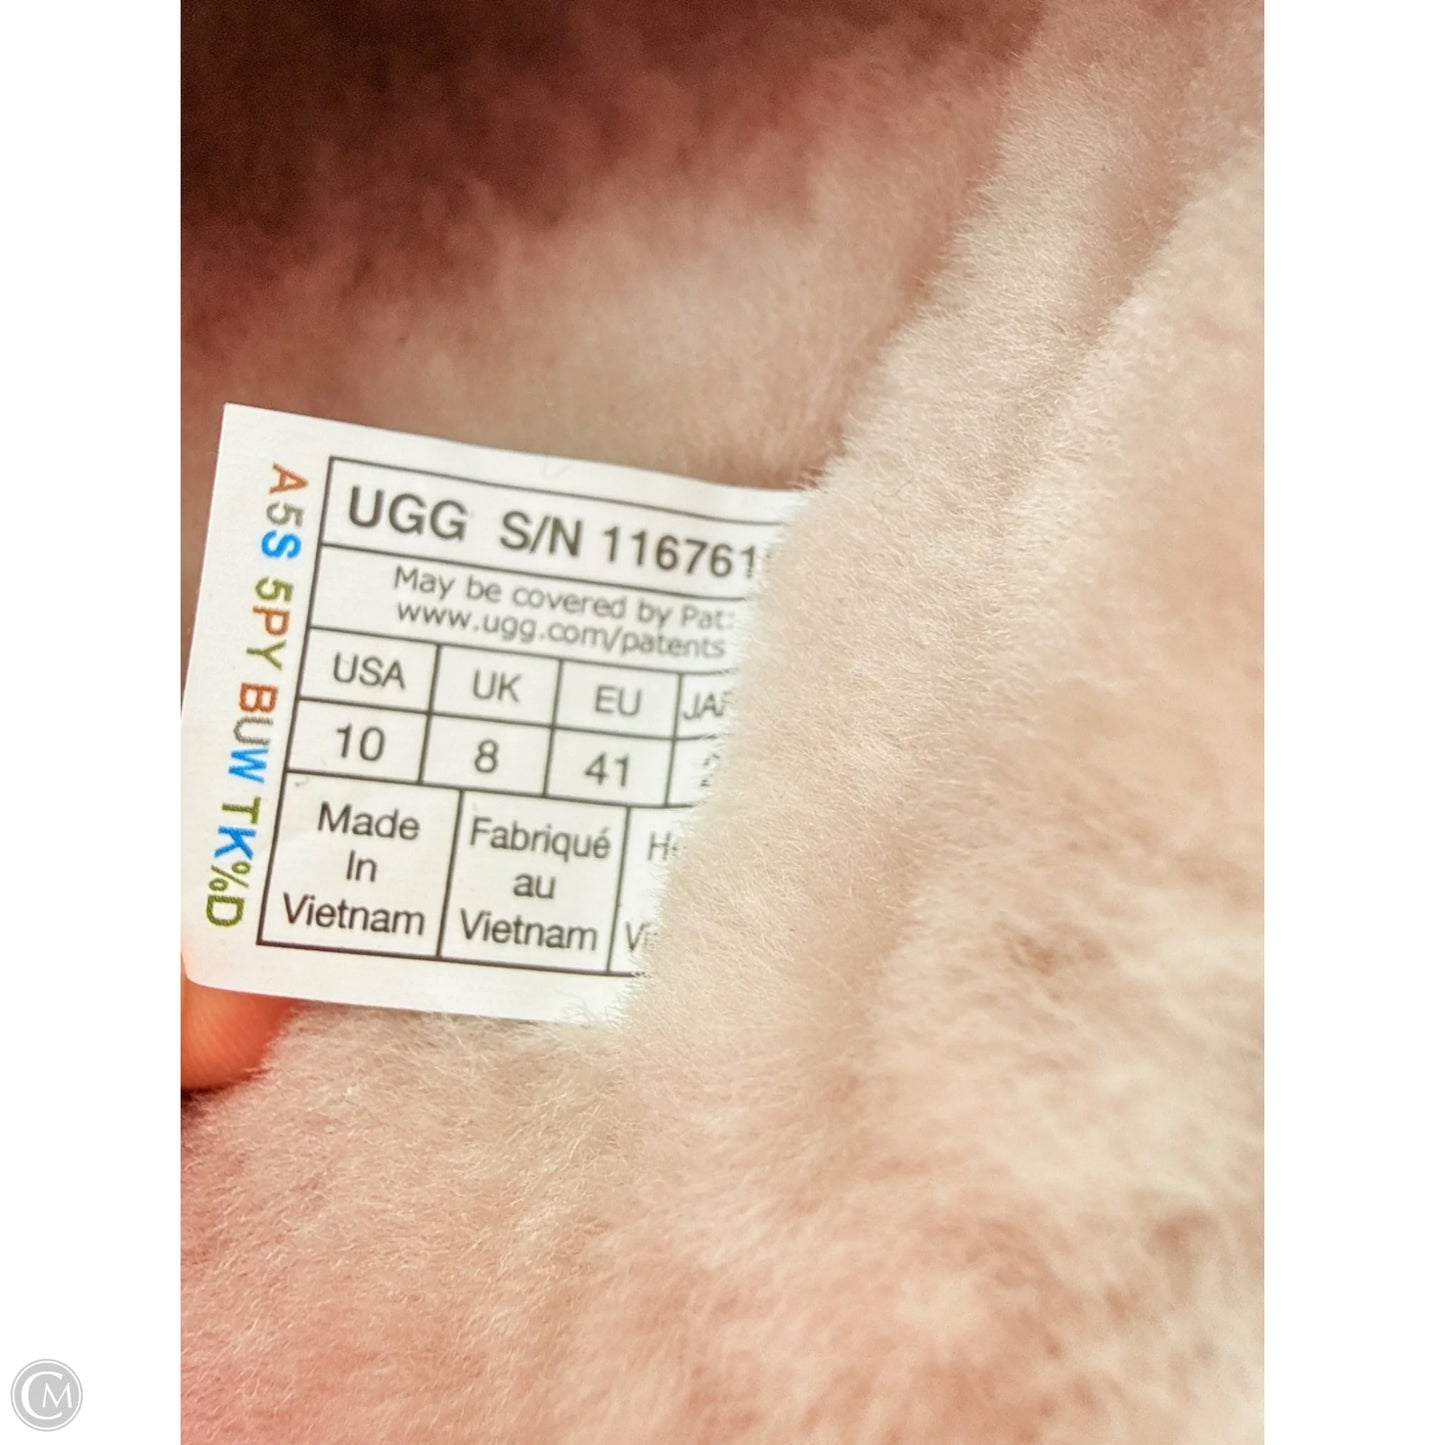 A5S 5PY BUW TK%D
UGG S/N 116761
May be covered by
www.ugg.com/patents
USA UK EU
10 8 41
Made
In
Vietnam
Fabriqué
au
Vietnam
CM